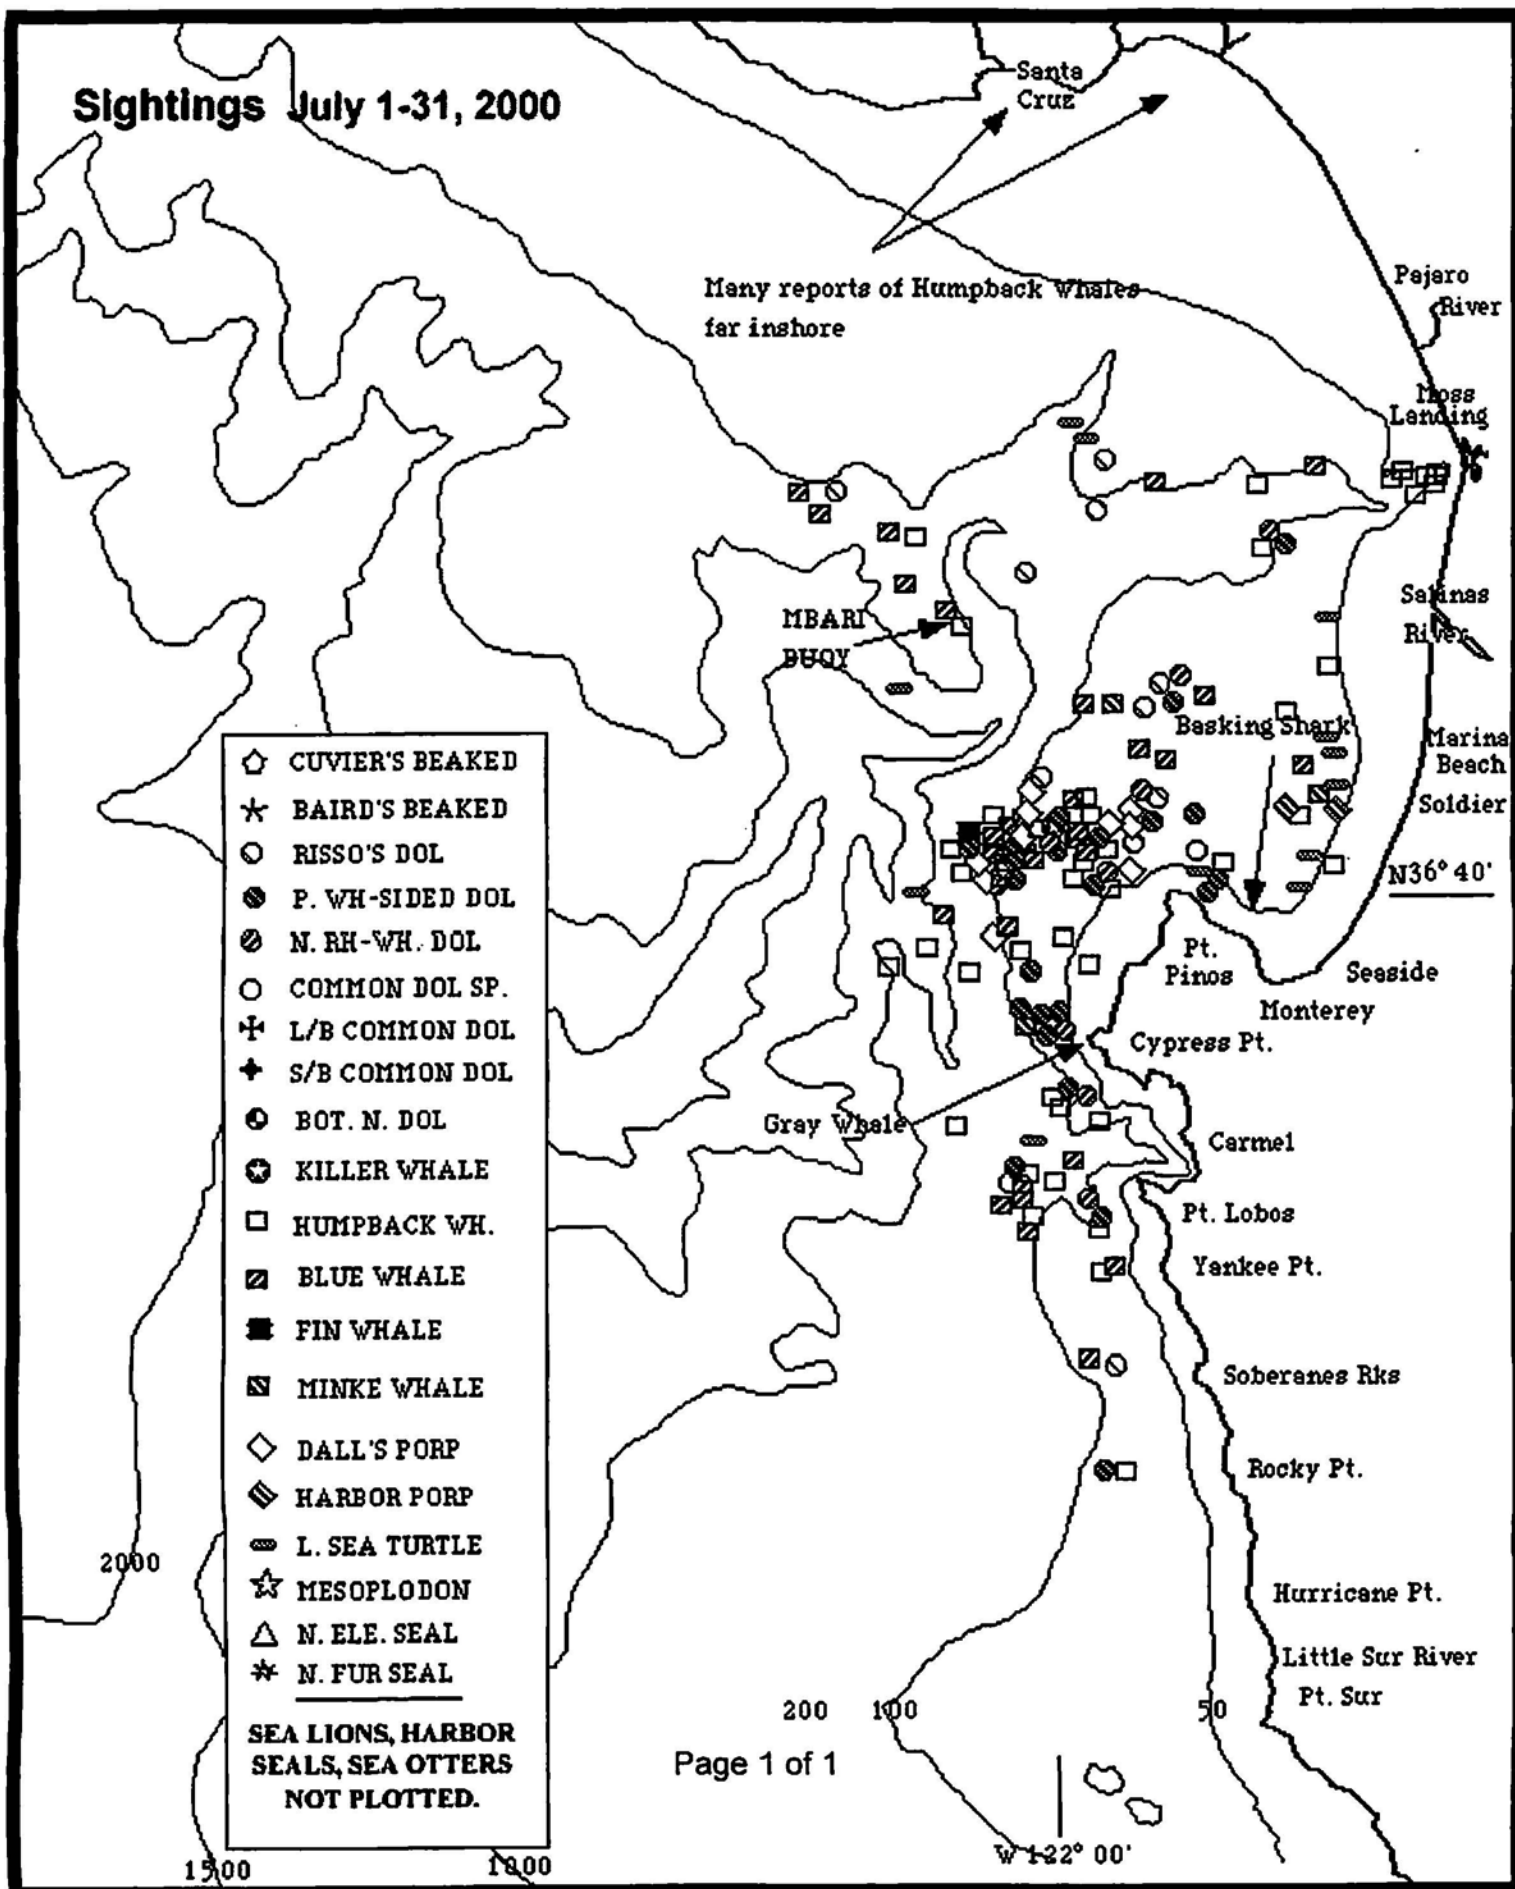 Sightings July 1-31, 2000
Santa
Cruz
Many reports of Humpback Whales
far inshore
Pajaro
River
Moss
Landing
Salinas
River
MBARI
BUOY
Basking Shark
Marina
Beach
Soldier
N36° 40'
Pt.
Pinos
Seaside
Monterey
Cypress Pt.
Gray Whale
Carmel
Pt. Lobos
Yankee Pt.
Soberanes Rks
Rocky Pt.
Hurricane Pt.
Little Sur River
Pt. Sur
CUVIER'S BEAKED
BAIRD'S BEAKED
RISSO'S DOL
P. WH-SIDED DOL
N. RH-WH. DOL
COMMON DOL SP.
L/B COMMON DOL
S/B COMMON DOL
BOT. N. DOL
KILLER WHALE
HUMPBACK WH.
BLUE WHALE
FIN WHALE
MINKE WHALE
DALL'S PORP
HARBOR PORP
L. SEA TURTLE
MESOPLODON
N. ELE. SEAL
N. FUR SEAL
SEA LIONS, HARBOR
SEALS, SEA OTTERS
NOT PLOTTED.
2000
1500
1000
200
100
50
Page 1 of 1
W 122° 00'